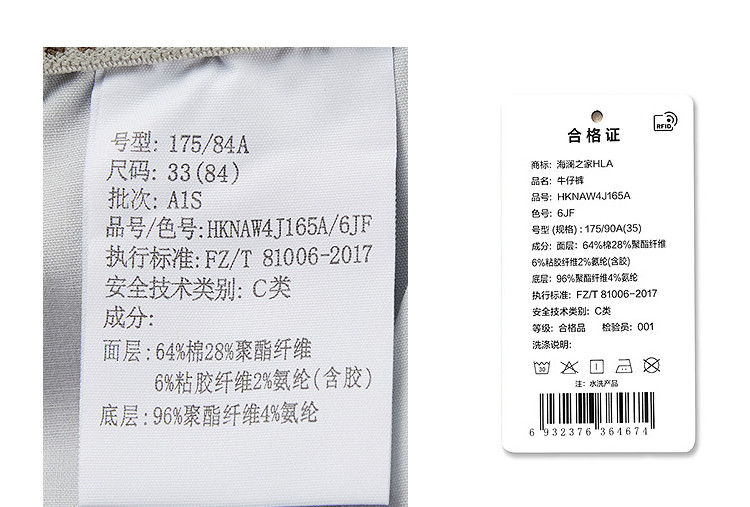 号型: 175/84A
尺码: 33(84)
批次: A1S
品号/色号:HKNAW4J165A/6JF
执行标准: FZ/T 81006-2017
安全技术类别: C类
成分:
面层:64%棉28%聚酯纤维
6%粘胶纤维2%氨纶(含胶)
底层:96%聚酯纤维4%氨纶
RFID
合格证
商标: 海澜之家HLA
品名: 牛仔裤
品号: HKNAW4J165A
色号: 6JF
号型 (规格) :175/90A(35)
成分: 面层: 64%棉28%聚酯纤维
6%粘胶纤维2%氨纶(含胶)
底层: 96%聚酯纤维4%氨纶
执行标准: FZ/T 81006-2017
安全技术类别: C类
等级: 合格品 检验员: 001
洗涤说明:
30
注: 水洗产品
6 932376 364674